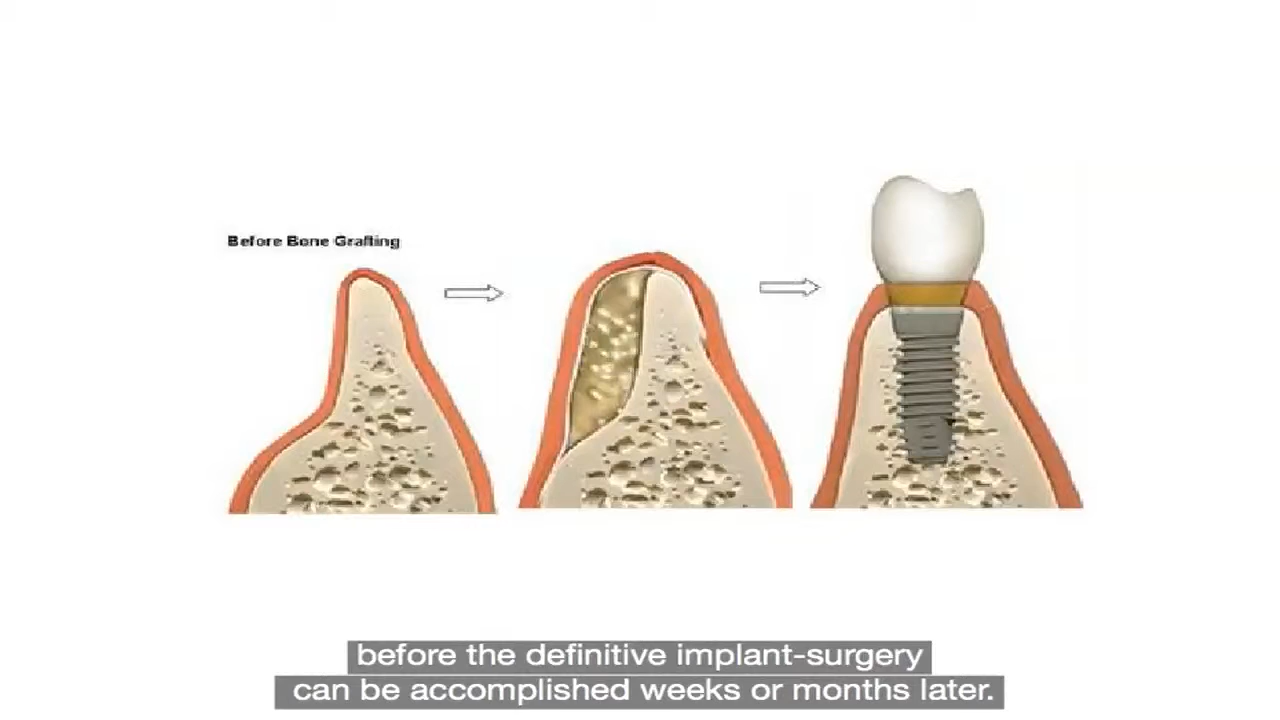 Before Bone Grafting
before the definitive implant-surgery
can be accomplished weeks or months later.